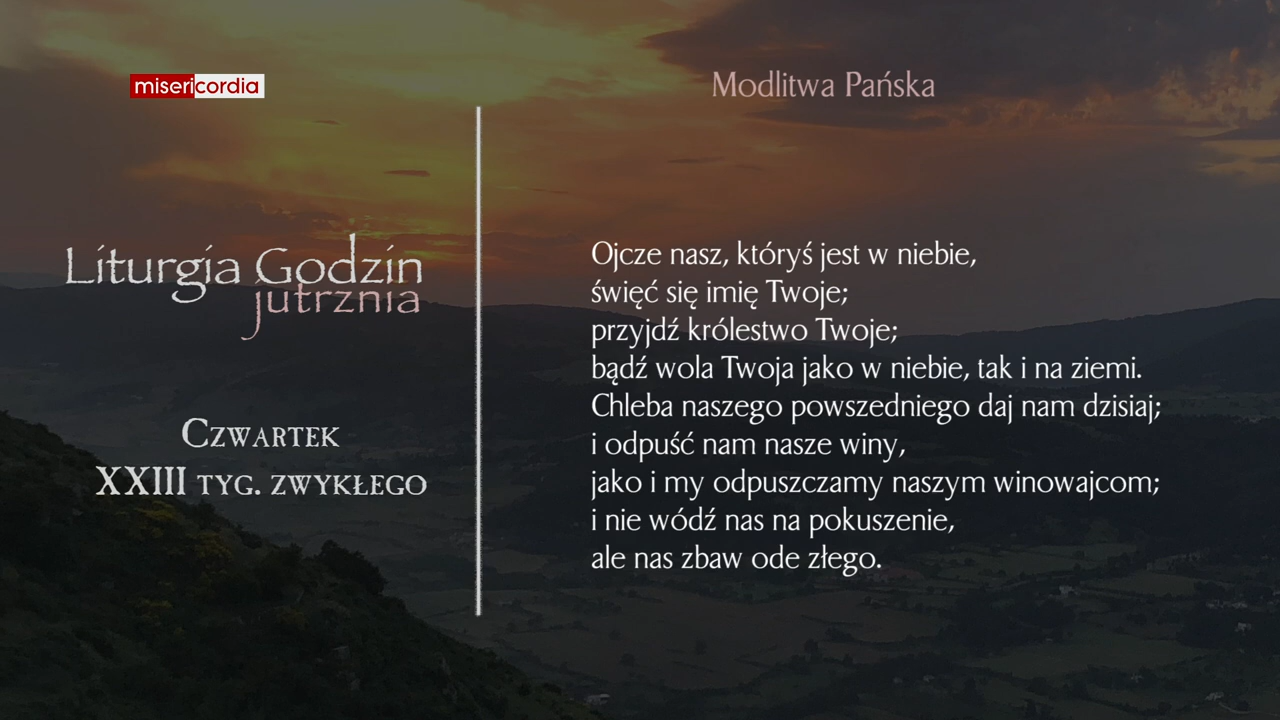 misericordia
Liturgia Godzin
jutrznia
Czwartek
XXIII tyg. zwykłego
Modlitwa Pańska
Ojcze nasz, któryś jest w niebie,
święć się imię Twoje;
przyjdź królestwo Twoje;
bądź wola Twoja jako w niebie, tak i na ziemi.
Chleba naszego powszedniego daj nam dzisiaj;
i odpuść nam nasze winy,
jako i my odpuszczamy naszym winowajcom;
i nie wódź nas na pokuszenie,
ale nas zbaw ode złego.